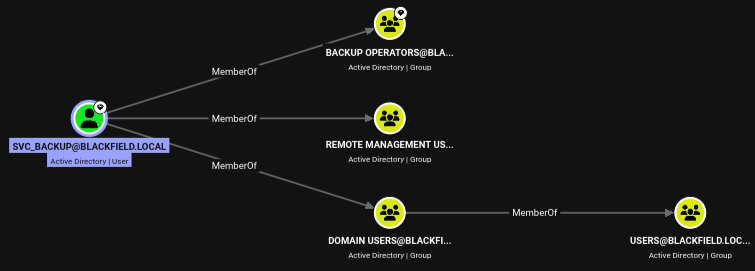 BACKUP OPERATORS@BLA...
Active Directory | Group
MemberOf
MemberOf
REMOTE MANAGEMENT US...
Active Directory | Group
SVC_BACKUP@BLACKFIELD.LOCAL
Active Directory | User
MemberOf
MemberOf
DOMAIN USERS@BLACKFI...
Active Directory | Group
USERS@BLACKFIELD.LOC...
Active Directory | Group